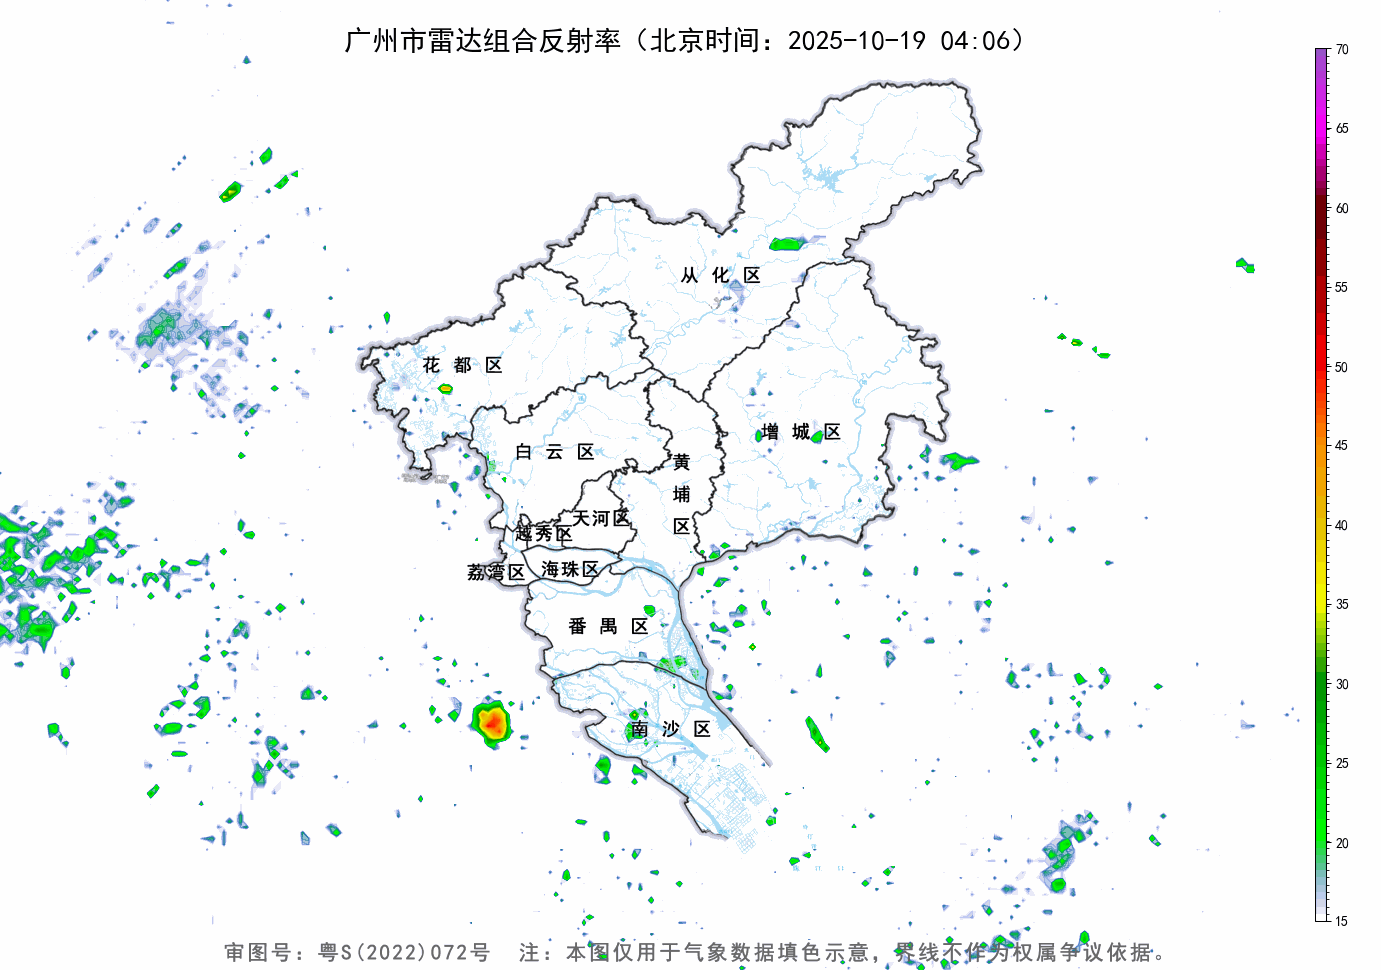 广州市雷达组合反射率（北京时间：2025-10-19 04:06）
70
65
60
55
50
45
40
35
30
25
20
15
从化区
花都区
增城区
白云区
黄埔区
天河区
越秀区
荔湾区
海珠区
番禺区
南沙区
审图号：粤S(2022)072号 注：本图仅用于气象数据填色示意，界线不作为权属争议依据。